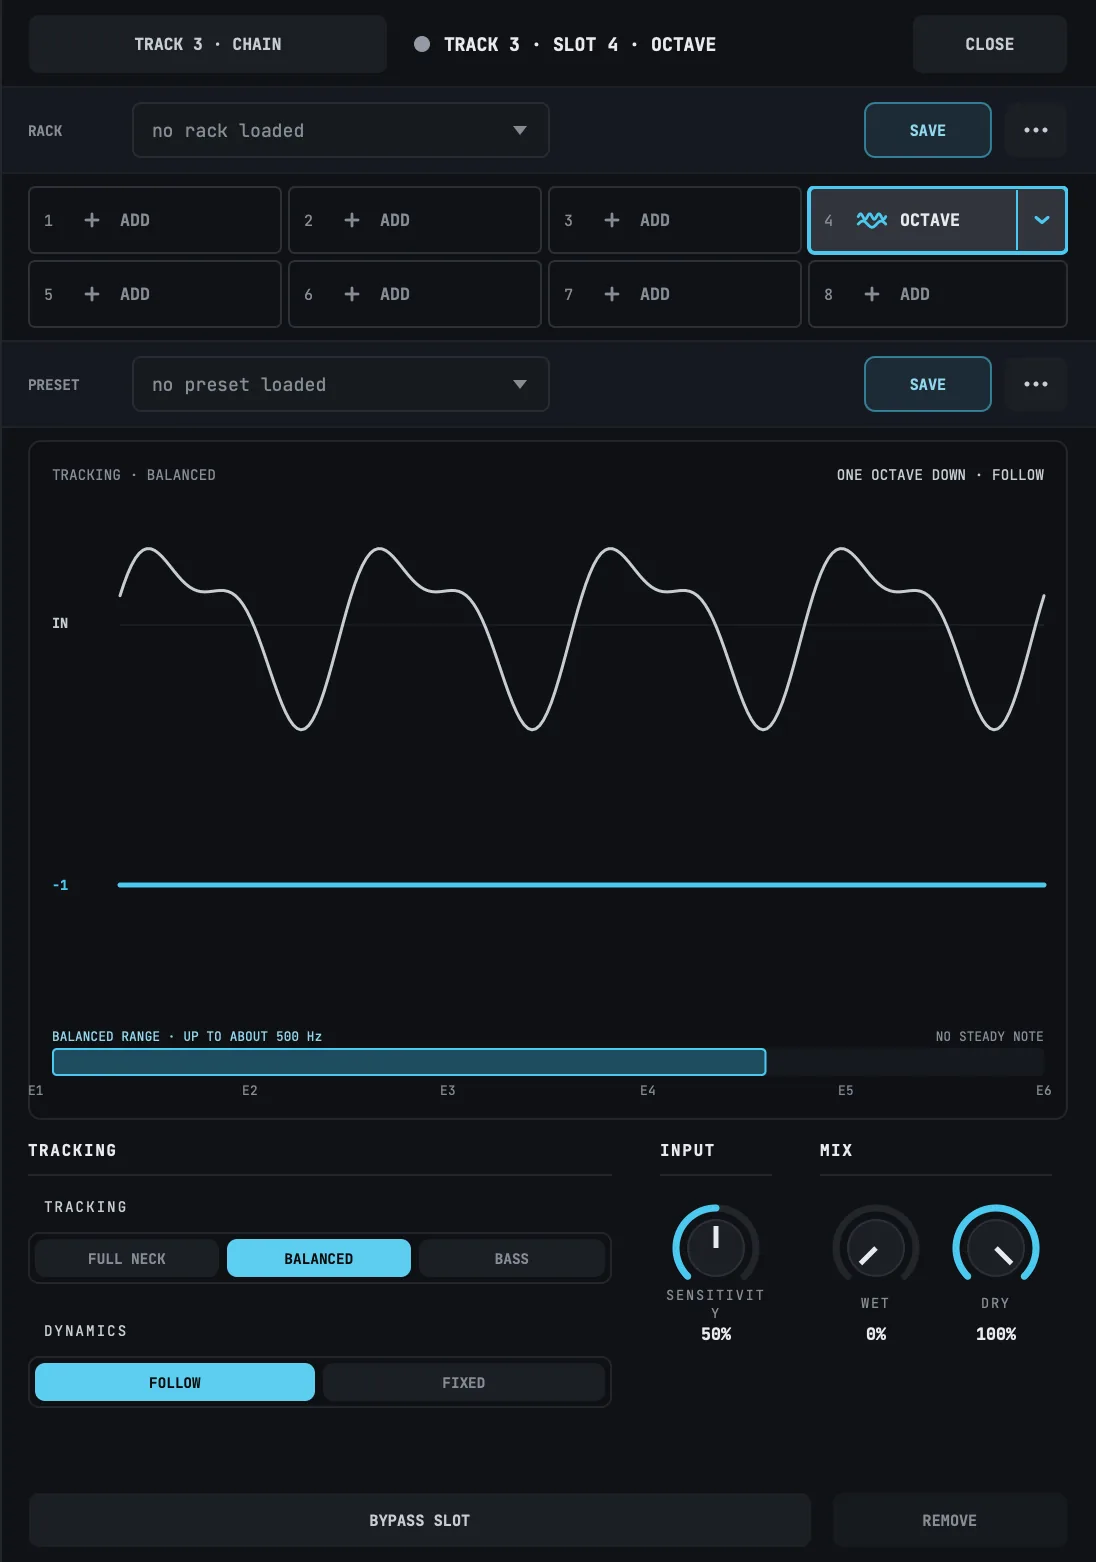 TRACK 3 · CHAIN
TRACK 3 · SLOT 4 · OCTAVE
CLOSE
RACK
no rack loaded
SAVE
1 + ADD
2 + ADD
3 + ADD
4 OCTAVE
5 + ADD
6 + ADD
7 + ADD
8 + ADD
PRESET
no preset loaded
SAVE
TRACKING · BALANCED
ONE OCTAVE DOWN · FOLLOW
IN
-1
BALANCED RANGE · UP TO ABOUT 500 Hz
NO STEADY NOTE
E1 E2 E3 E4 E5 E6
TRACKING
INPUT
MIX
TRACKING
FULL NECK
BALANCED
BASS
SENSITIVIT
Y
50%
WET
0%
DRY
100%
DYNAMICS
FOLLOW
FIXED
BYPASS SLOT
REMOVE